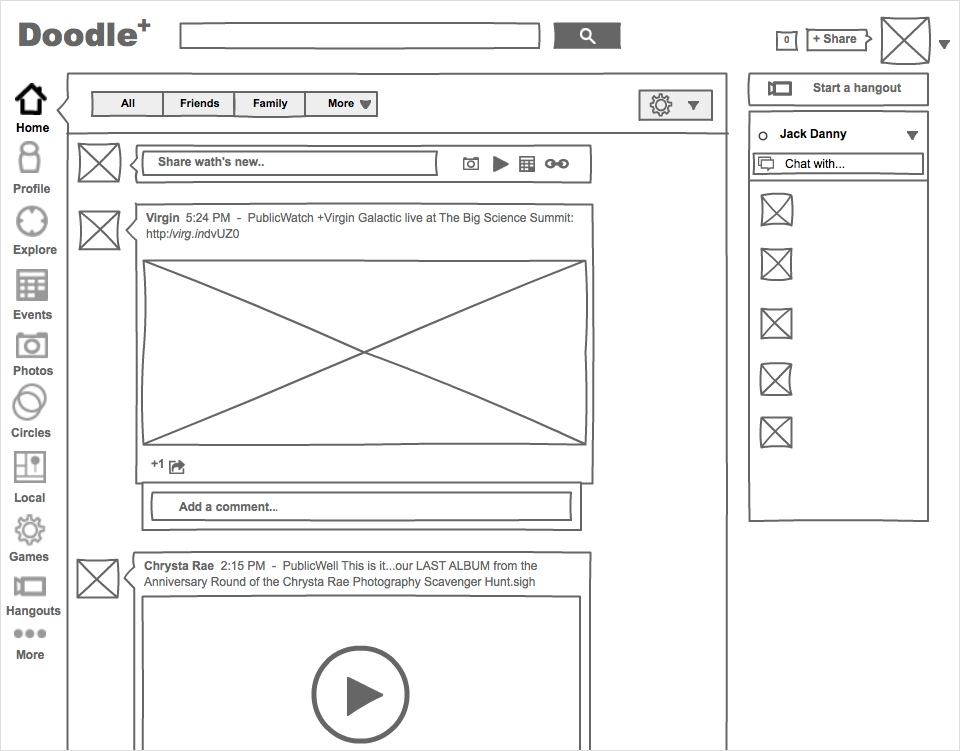 Doodle+
0
+ Share
Home
Profile
Explore
Events
Photos
Circles
Local
Games
Hangouts
More
All Friends Family More
Share wath's new..
Virgin 5:24 PM - PublicWatch +Virgin Galactic live at The Big Science Summit:
http:/virg.indvUZ0
+1
Add a comment...
Chrysta Rae 2:15 PM - PublicWell This is it...our LAST ALBUM from the
Anniversary Round of the Chrysta Rae Photography Scavenger Hunt.sigh
Start a hangout
Jack Danny
Chat with...